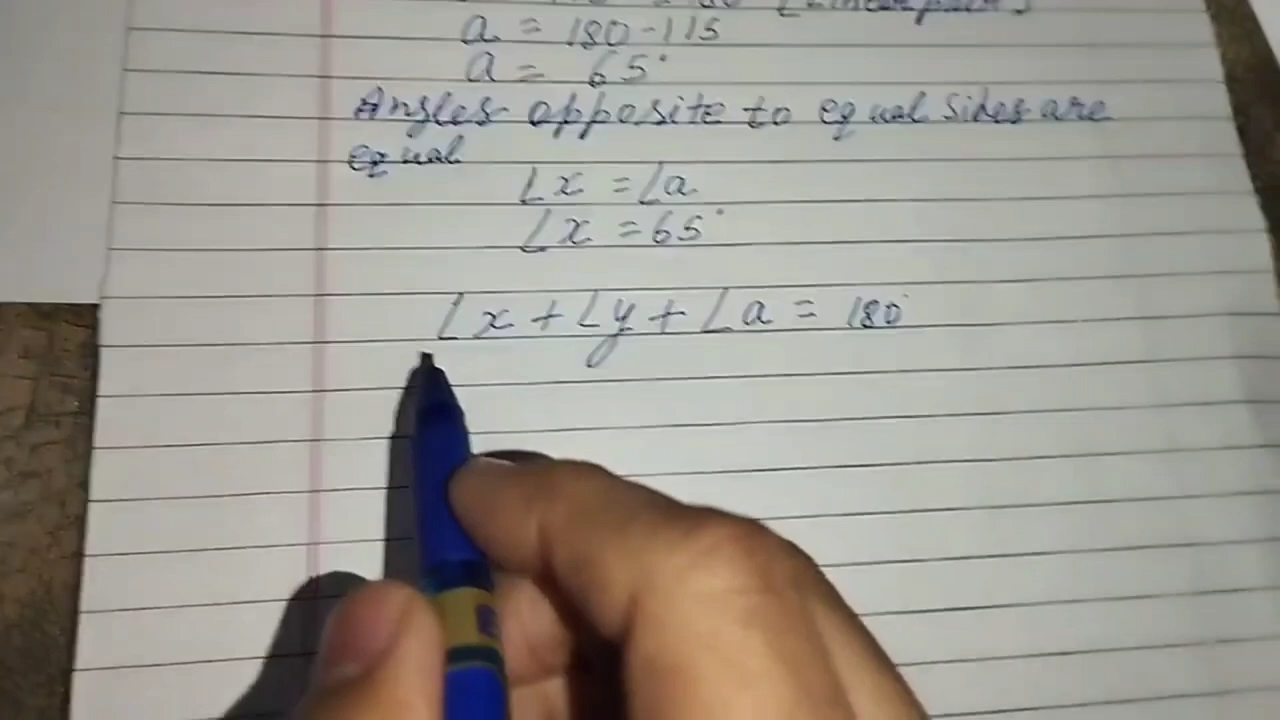 a = 180-115
a = 65°
Angles opposite to equal sides are
equal
∠x = ∠a
∠x = 65°
∠x + ∠y + ∠a = 180°